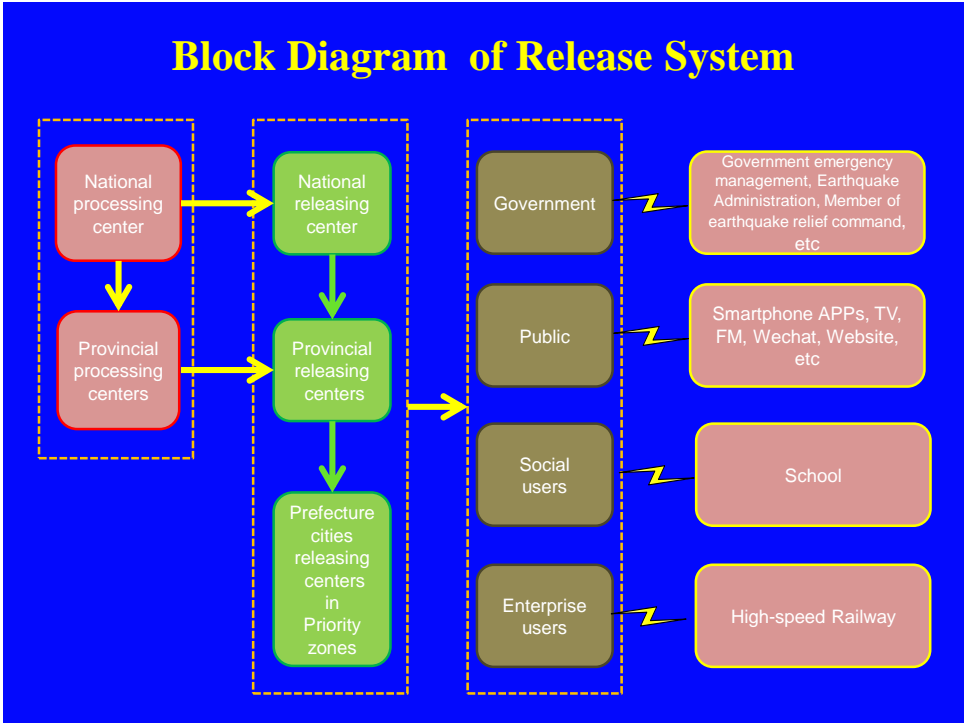 Block Diagram of Release System
National
processing
center
Provincial
processing
centers
National
releasing
center
Provincial
releasing
centers
Prefecture
cities
releasing
centers
in
Priority
zones
Government
Public
Social
users
Enterprise
users
Government emergency
management, Earthquake
Administration, Member of
earthquake relief command,
etc
Smartphone APPs, TV,
FM, Wechat, Website,
etc
School
High-speed Railway